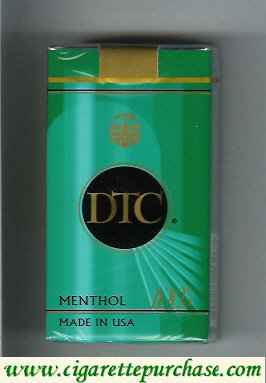 DTC
®
MENTHOL 100's
MADE IN USA
www.cigarettepurchase.com